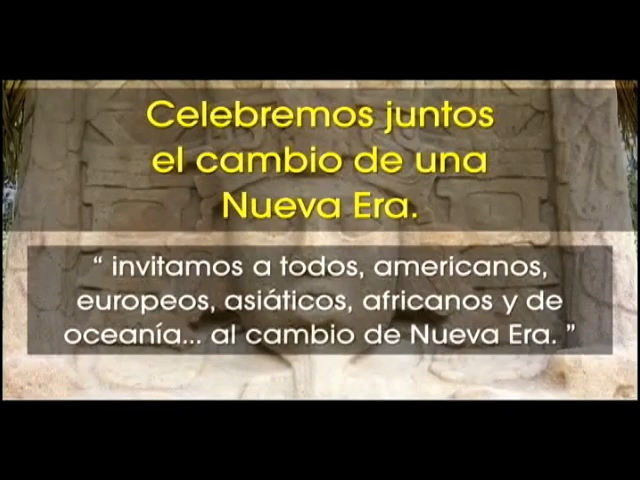 Celebremos juntos
el cambio de una
Nueva Era.
“ invitamos a todos, americanos,
europeos, asiáticos, africanos y de
oceanía... al cambio de Nueva Era. ”